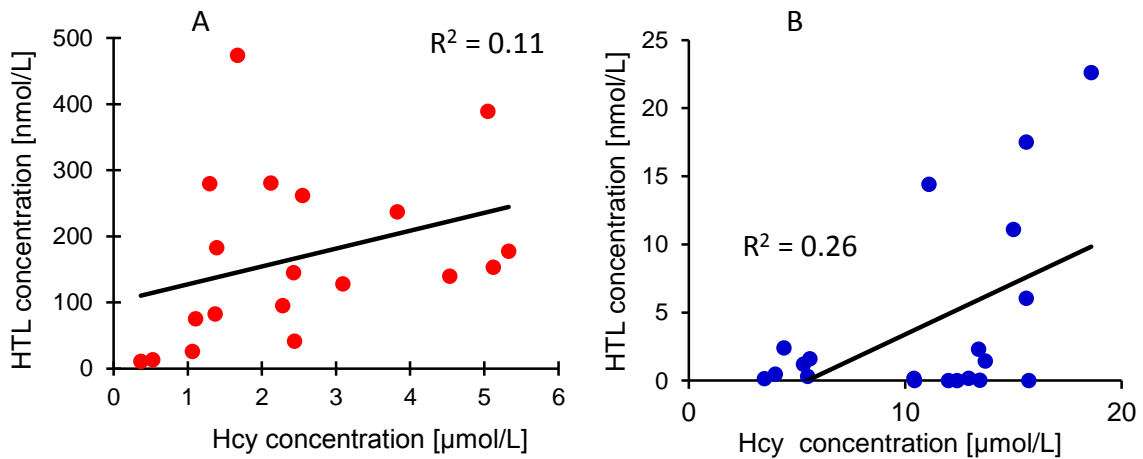 A
R² = 0.11
HTL concentration [nmol/L]
500
400
300
200
100
0
0 1 2 3 4 5 6
Hcy concentration [µmol/L]
B
R² = 0.26
HTL concentration [nmol/L]
25
20
15
10
5
0
0 10 20
Hcy concentration [µmol/L]